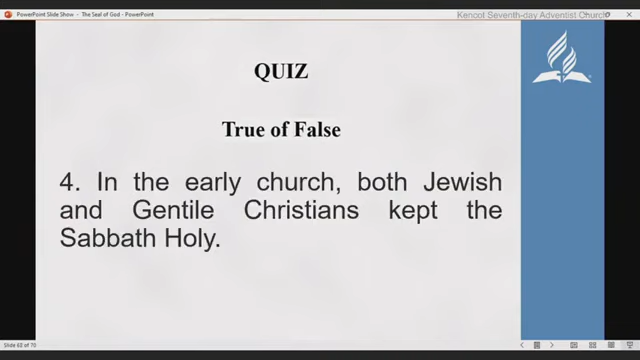 PowerPoint Slide Show - The Seal of God - PowerPoint
Kencot Seventh-day Adventist Church
QUIZ
True of False
4. In the early church, both Jewish
and Gentile Christians kept the
Sabbath Holy.
Slide 62 of 70